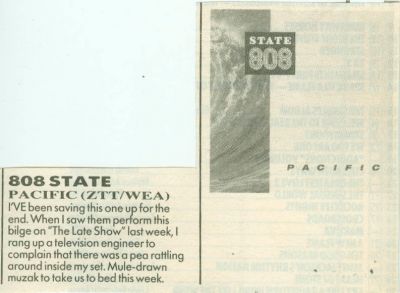 STATE
808
PACIFIC
808 STATE
PACIFIC (ZTT/WEA)
I'VE been saving this one up for the
end. When I saw them perform this
bilge on "The Late Show" last week, I
rang up a television engineer to
complain that there was a pea rattling
around inside my set. Mule-drawn
muzak to take us to bed this week.